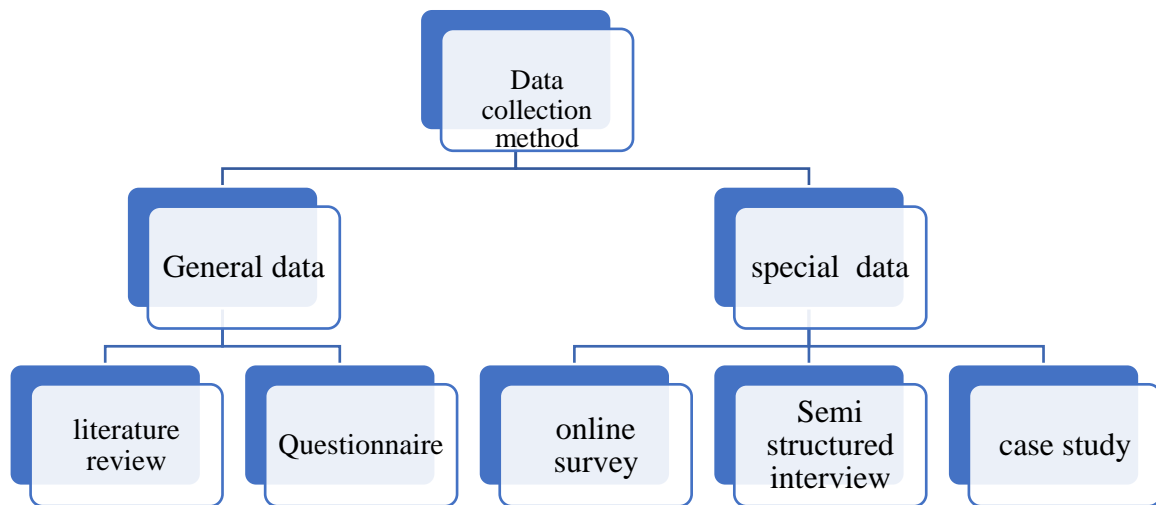 Data
collection
method
General data
special  data
literature
review
Questionnaire
online
survey
Semi
structured
interview
case study